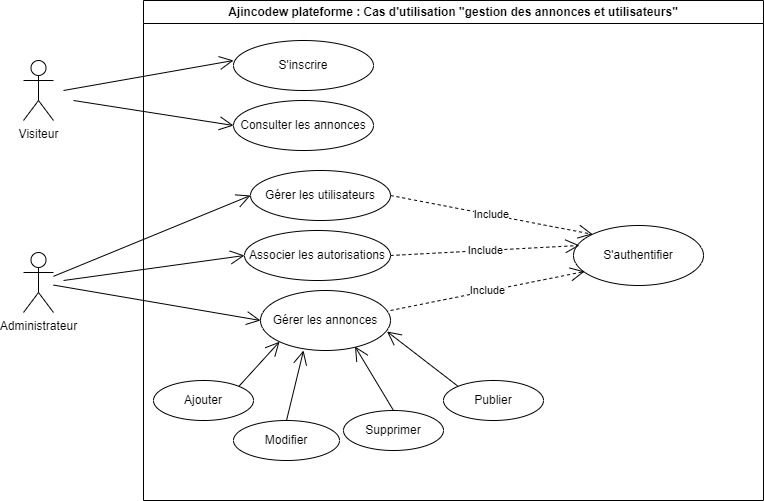 Ajincodew plateforme : Cas d'utilisation "gestion des annonces et utilisateurs"
S'inscrire
Visiteur
Consulter les annonces
Gérer les utilisateurs
Include
Associer les autorisations
Include
S'authentifier
Include
Administrateur
Gérer les annonces
Ajouter
Publier
Supprimer
Modifier